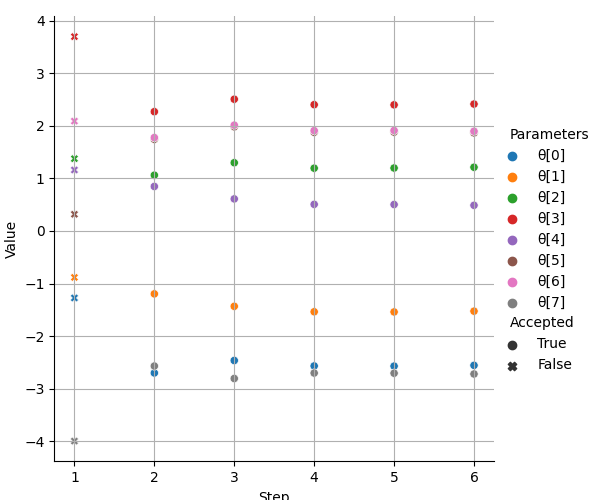 4
3
2
1
0
−1
−2
−3
−4
Value
1 2 3 4 5 6
Step
Parameters
θ[0]
θ[1]
θ[2]
θ[3]
θ[4]
θ[5]
θ[6]
θ[7]
Accepted
True
False